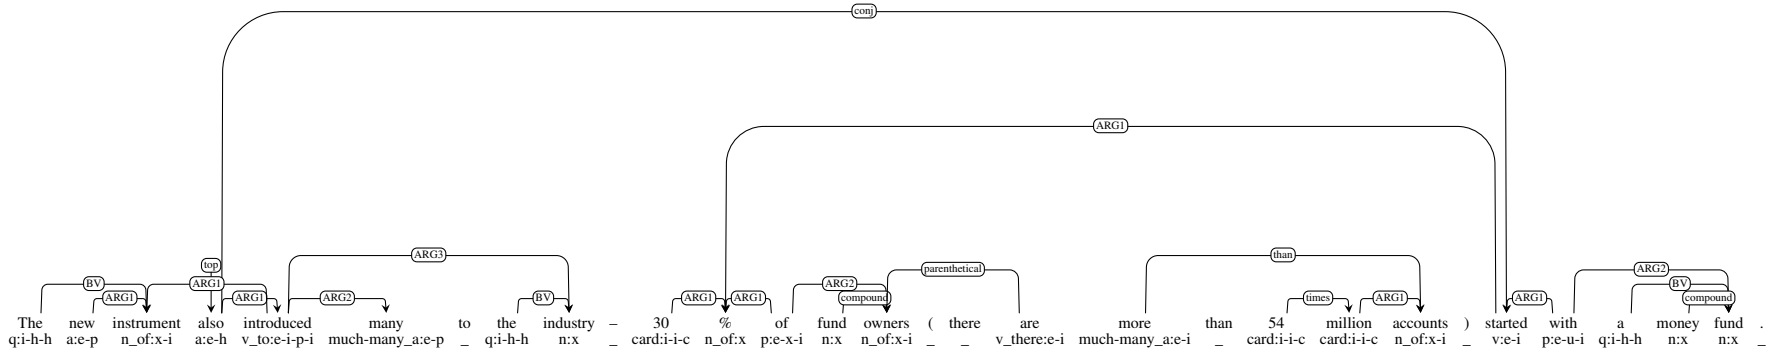 conj
ARG1
ARG3 than
top parenthetical
BV ARG1 ARG2 ARG2 BV
ARG1 ARG1 ARG2 BV ARG1 ARG1 compound times ARG1 ARG1 compound
The new instrument also introduced many to the industry – 30 % of fund owners ( there are more than 54 million accounts ) started with a money fund .
q:i-h-h a:e-p n_of:x-i a:e-h v_to:e-i-p-i much-many_a:e-p _ q:i-h-h n:x _ card:i-i-c n_of:x p:e-x-i n:x n_of:x-i _ _ v_there:e-i much-many_a:e-i _ card:i-i-c card:i-i-c n_of:x-i _ v:e-i p:e-u-i q:i-h-h n:x n:x _